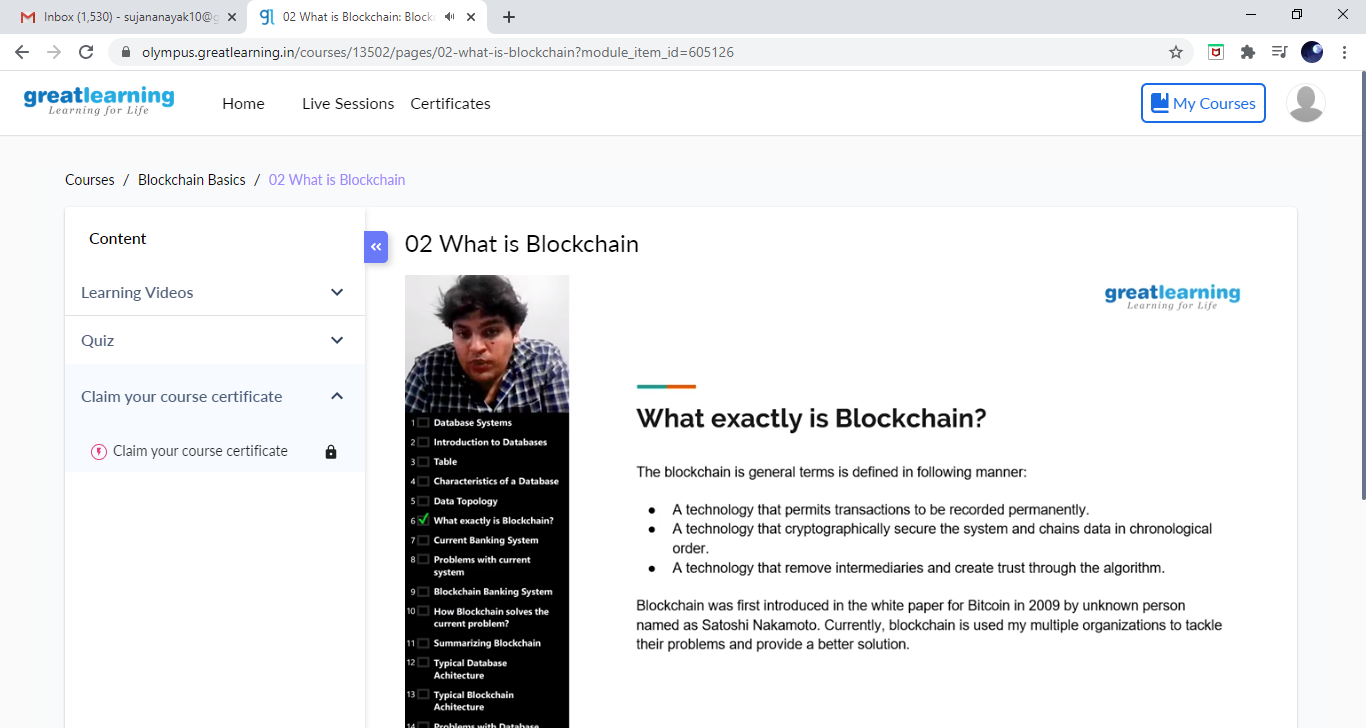 Inbox (1,530) - sujananayak10@g
02 What is Blockchain: Block
olympus.greatlearning.in/courses/13502/pages/02-what-is-blockchain?module_item_id=605126
greatlearning
Learning for Life
Home
Live Sessions
Certificates
My Courses
Courses / Blockchain Basics / 02 What is Blockchain
Content
Learning Videos
Quiz
Claim your course certificate
Claim your course certificate
02 What is Blockchain
1 Database Systems
2 Introduction to Databases
3 Table
4 Characteristics of a Database
5 Data Topology
6 What exactly is Blockchain?
7 Current Banking System
8 Problems with current
system
9 Blockchain Banking System
10 How Blockchain solves the
current problem?
11 Summarizing Blockchain
12 Typical Database
Achitecture
13 Typical Blockchain
Achitecture
14 Problems with Database
greatlearning
Learning for Life
What exactly is Blockchain?
The blockchain is general terms is defined in following manner:
● A technology that permits transactions to be recorded permanently.
● A technology that cryptographically secure the system and chains data in chronological
order.
● A technology that remove intermediaries and create trust through the algorithm.
Blockchain was first introduced in the white paper for Bitcoin in 2009 by unknown person
named as Satoshi Nakamoto. Currently, blockchain is used my multiple organizations to tackle
their problems and provide a better solution.